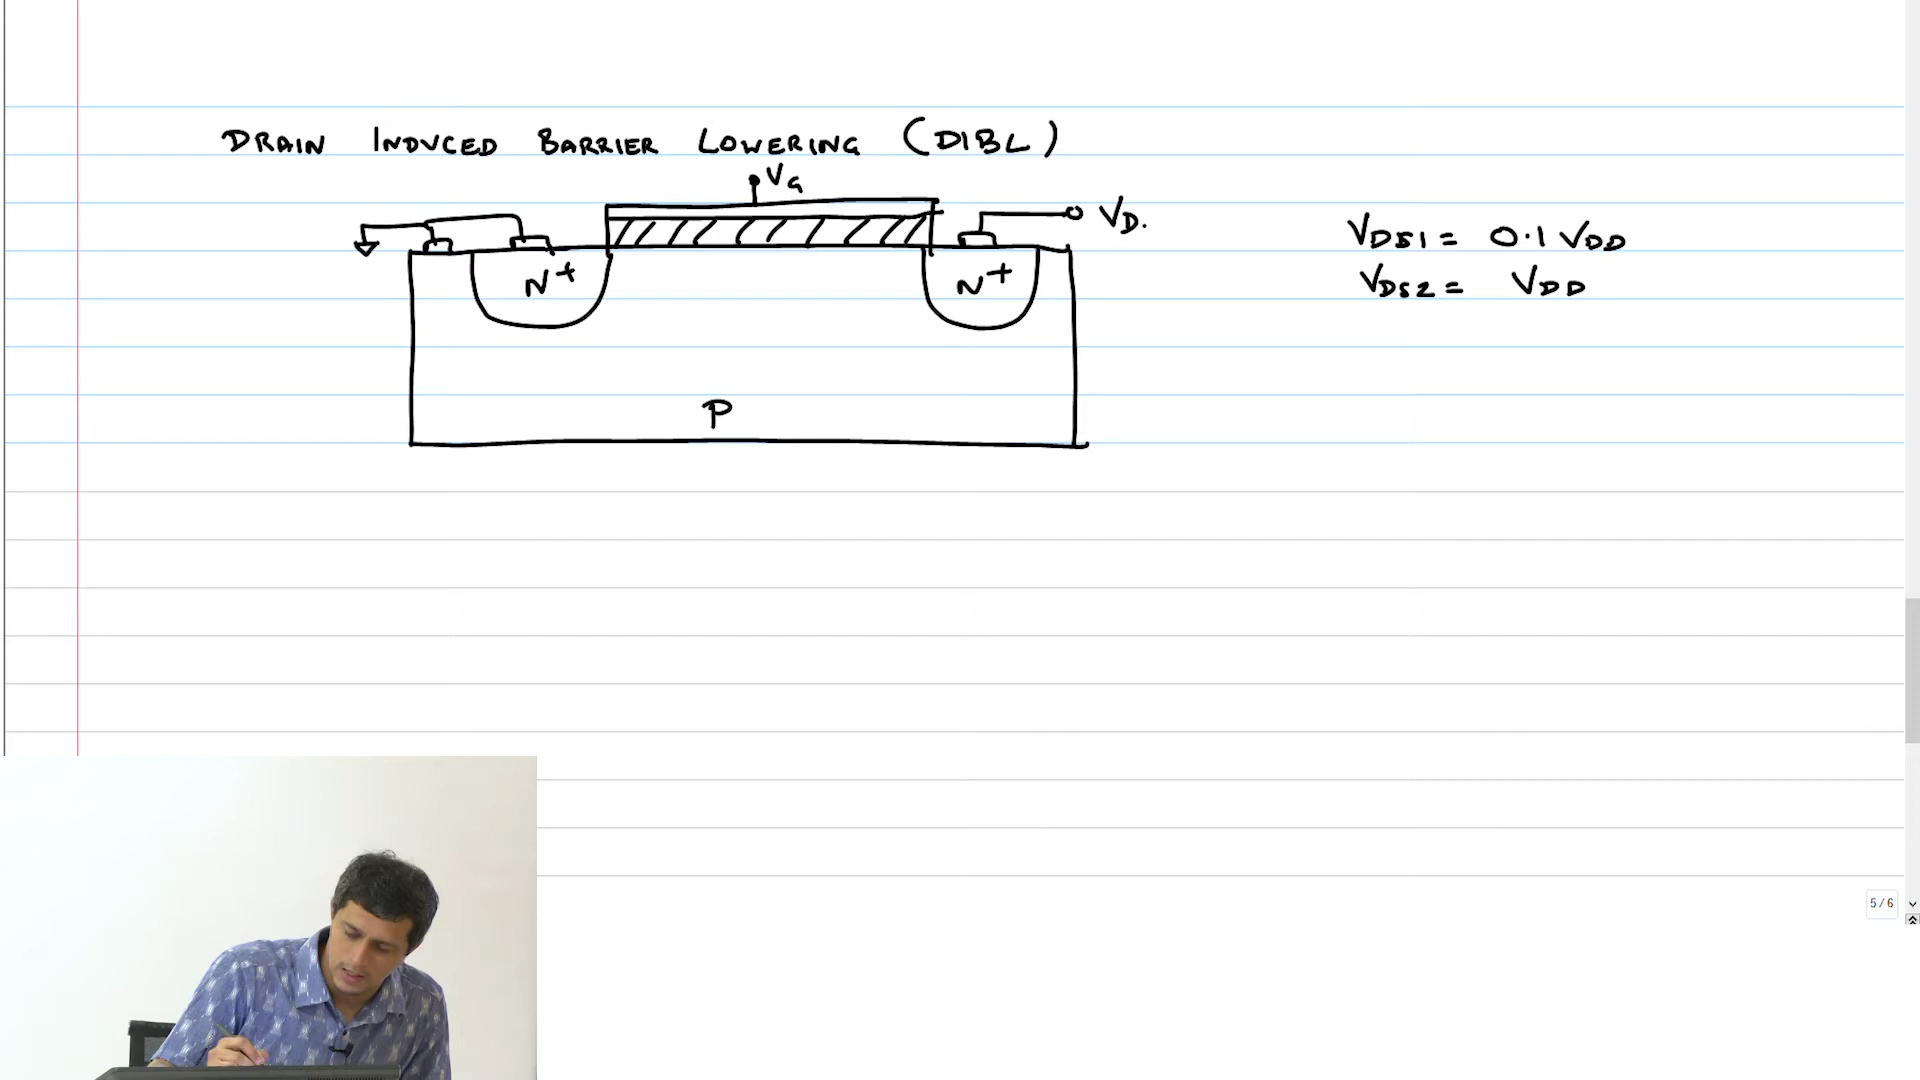 DRAIN INDUCED BARRIER LOWERING (DIBL)
VG
VD.
N+
N+
P
VDS1 = 0.1 VDD
VDS2 = VDD
5 / 6